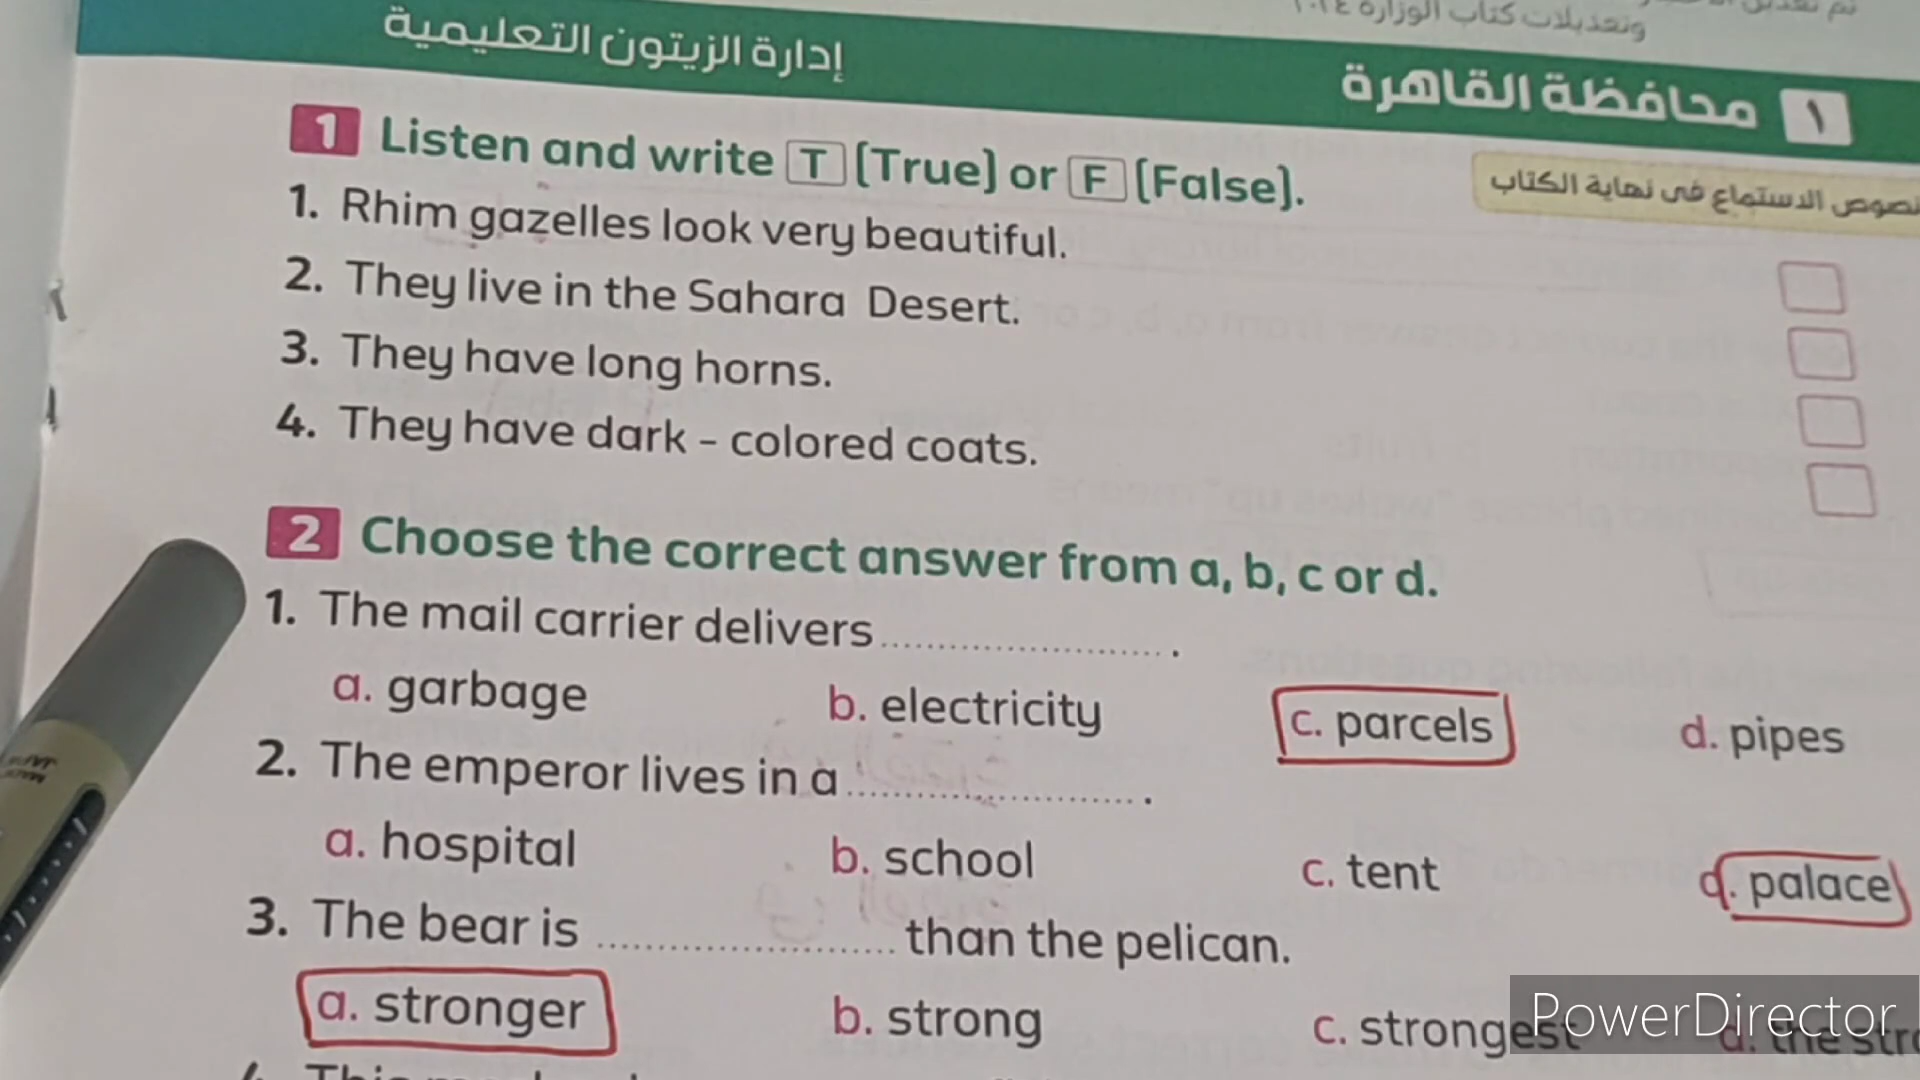 وتعديلات كتاب الوزارة ٢٠٢٤
١ محافظة القاهرة
إدارة الزيتون التعليمية
1 Listen and write T (True) or F (False).
نصوص الاستماع فى نهاية الكتاب
1. Rhim gazelles look very beautiful.
2. They live in the Sahara Desert.
3. They have long horns.
4. They have dark - colored coats.
2 Choose the correct answer from a, b, c or d.
1. The mail carrier delivers ........................ .
a. garbage b. electricity c. parcels d. pipes
2. The emperor lives in a ........................ .
a. hospital b. school c. tent d. palace
3. The bear is ........................ than the pelican.
a. stronger b. strong c. strongest d. the
PowerDirector